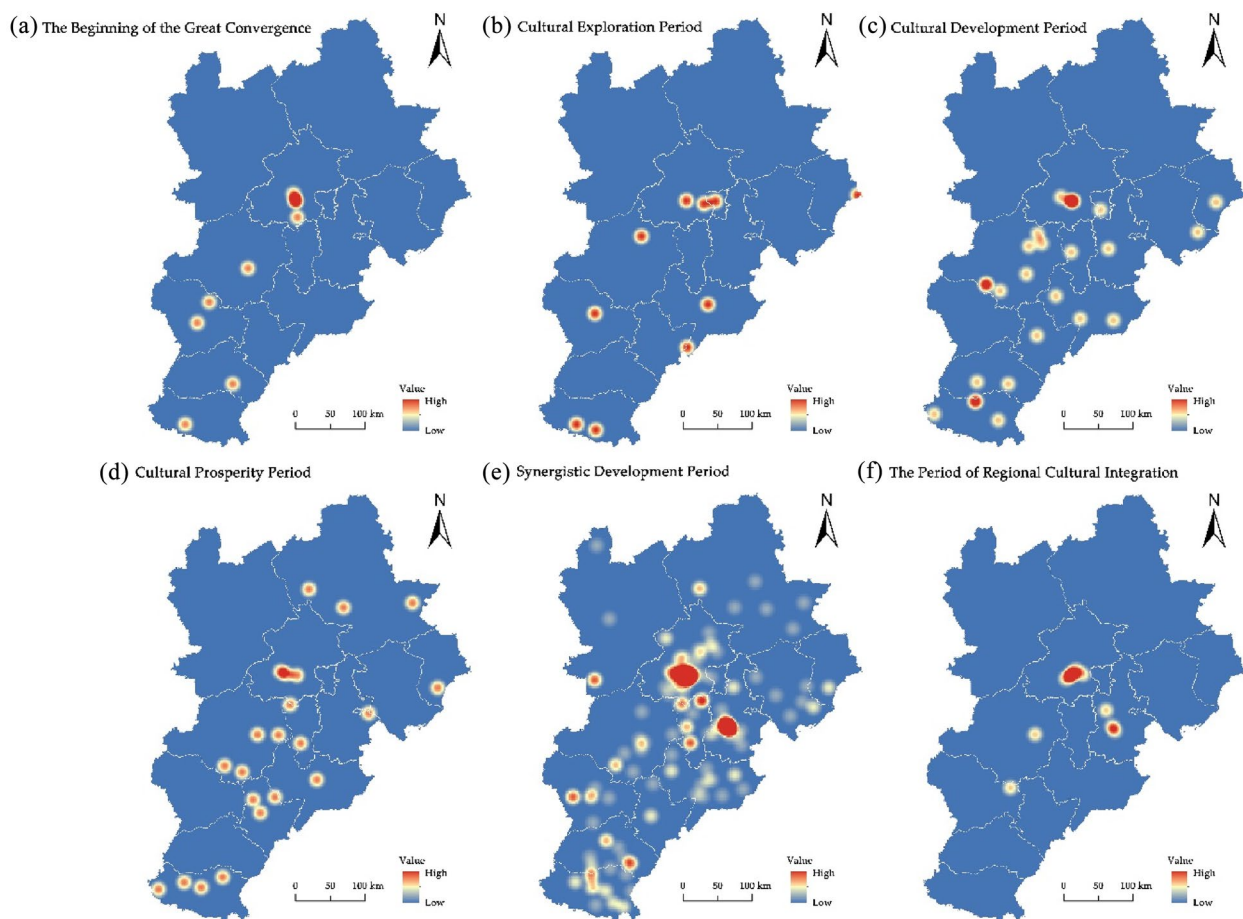 (a) The Beginning of the Great Convergence
N
Value
High
Low
0 50 100 km
(b) Cultural Exploration Period
N
Value
High
Low
0 50 100 km
(c) Cultural Development Period
N
Value
High
Low
0 50 100 km
(d) Cultural Prosperity Period
N
Value
High
Low
0 50 100 km
(e) Synergistic Development Period
N
Value
High
Low
0 50 100 km
(f) The Period of Regional Cultural Integration
N
Value
High
Low
0 50 100 km